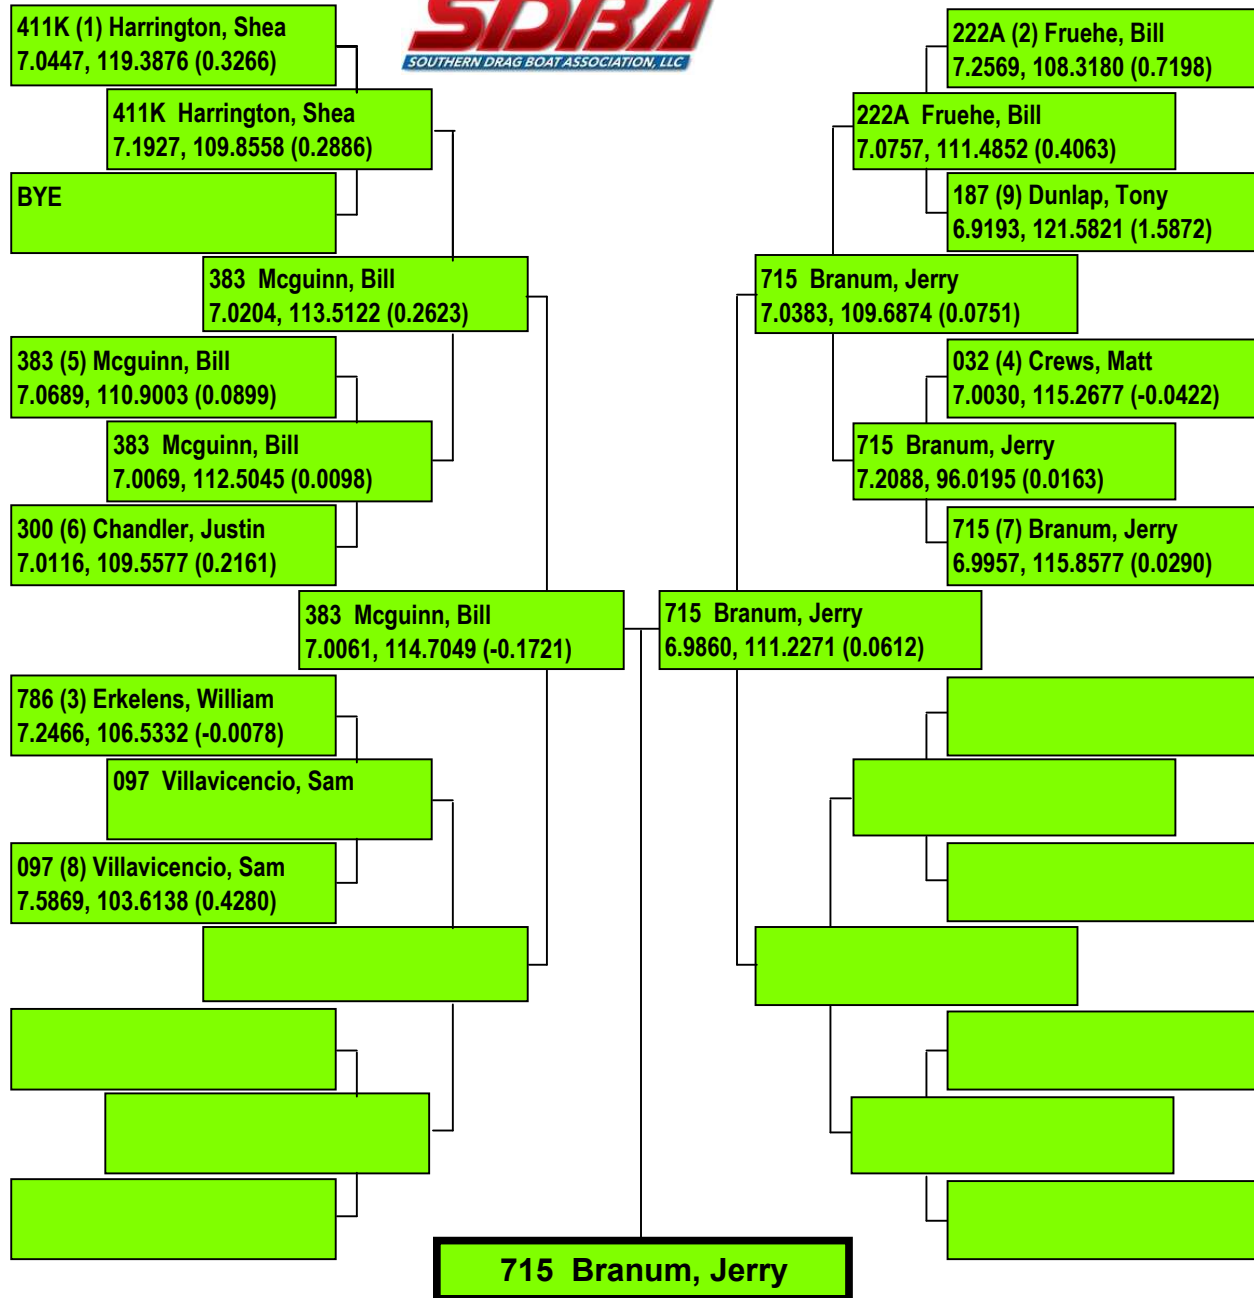 SDBA
SOUTHERN DRAG BOAT ASSOCIATION, LLC
411K (1) Harrington, Shea
7.0447, 119.3876 (0.3266)
411K Harrington, Shea
7.1927, 109.8558 (0.2886)
BYE
383 Mcguinn, Bill
7.0204, 113.5122 (0.2623)
383 (5) Mcguinn, Bill
7.0689, 110.9003 (0.0899)
383 Mcguinn, Bill
7.0069, 112.5045 (0.0098)
300 (6) Chandler, Justin
7.0116, 109.5577 (0.2161)
383 Mcguinn, Bill
7.0061, 114.7049 (-0.1721)
786 (3) Erkelens, William
7.2466, 106.5332 (-0.0078)
097 Villavicencio, Sam
097 (8) Villavicencio, Sam
7.5869, 103.6138 (0.4280)
222A (2) Fruehe, Bill
7.2569, 108.3180 (0.7198)
222A Fruehe, Bill
7.0757, 111.4852 (0.4063)
187 (9) Dunlap, Tony
6.9193, 121.5821 (1.5872)
715 Branum, Jerry
7.0383, 109.6874 (0.0751)
032 (4) Crews, Matt
7.0030, 115.2677 (-0.0422)
715 Branum, Jerry
7.2088, 96.0195 (0.0163)
715 (7) Branum, Jerry
6.9957, 115.8577 (0.0290)
715 Branum, Jerry
6.9860, 111.2271 (0.0612)
715 Branum, Jerry